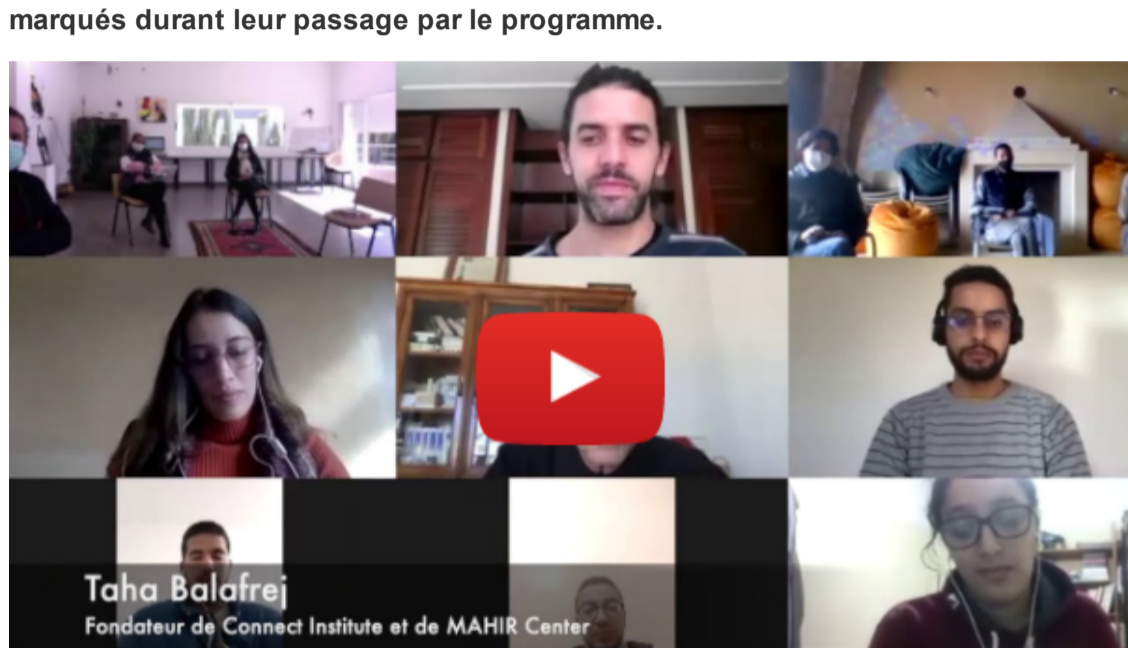 marqués durant leur passage par le programme.
Taha Balafrej
Fondateur de Connect Institute et de MAHIR Center